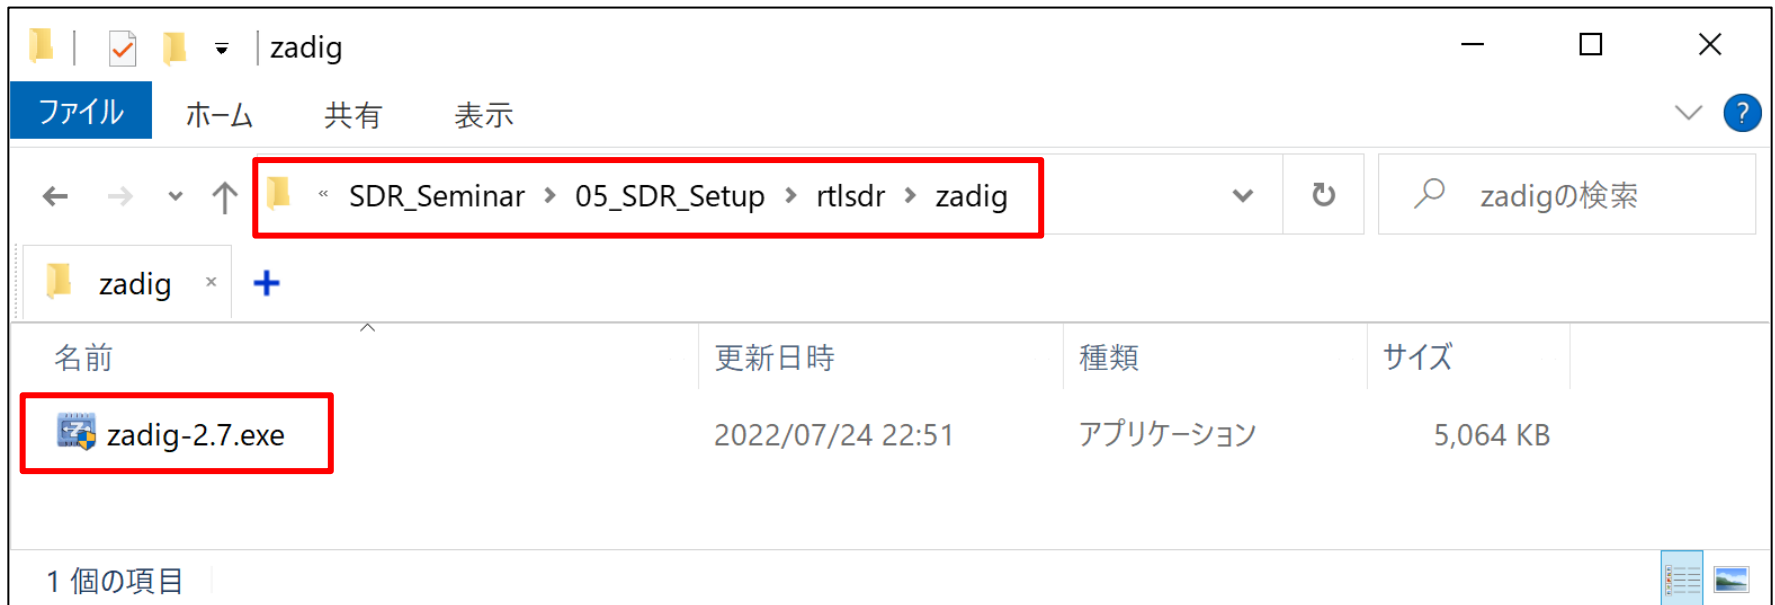 zadig
ファイル ホーム 共有 表示 ?
« SDR_Seminar > 05_SDR_Setup > rtlsdr > zadig zadigの検索
zadig × +
名前 更新日時 種類 サイズ
zadig-2.7.exe 2022/07/24 22:51 アプリケーション 5,064 KB
1 個の項目